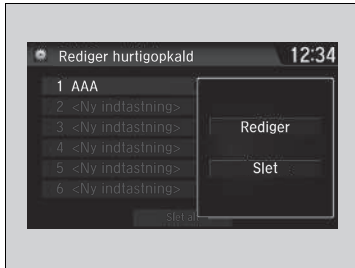 Rediger hurtigopkald 12:34
1 AAA
2 <Ny indtastning>
3 <Ny indtastning>
4 <Ny indtastning>
5 <Ny indtastning>
6 <Ny indtastning>
Rediger
Slet
Slet alt